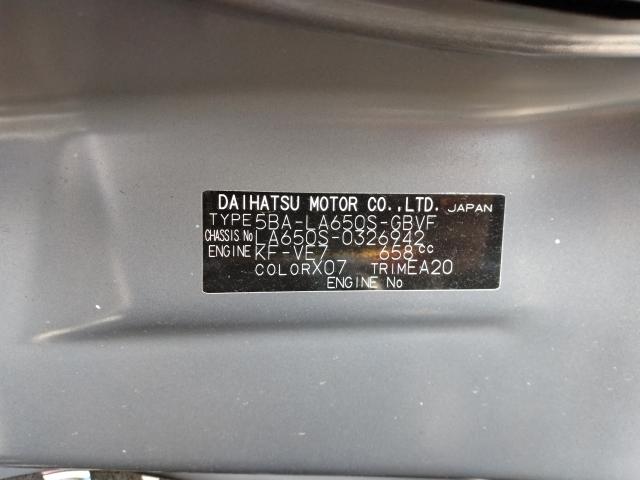 DAIHATSU MOTOR CO.,LTD. JAPAN
TYPE 5BA-LA650S-GBVF
CHASSIS No LA650S-0326942
ENGINE KF-VE7 658cc
COLOR X07 TRIM EA20
ENGINE No